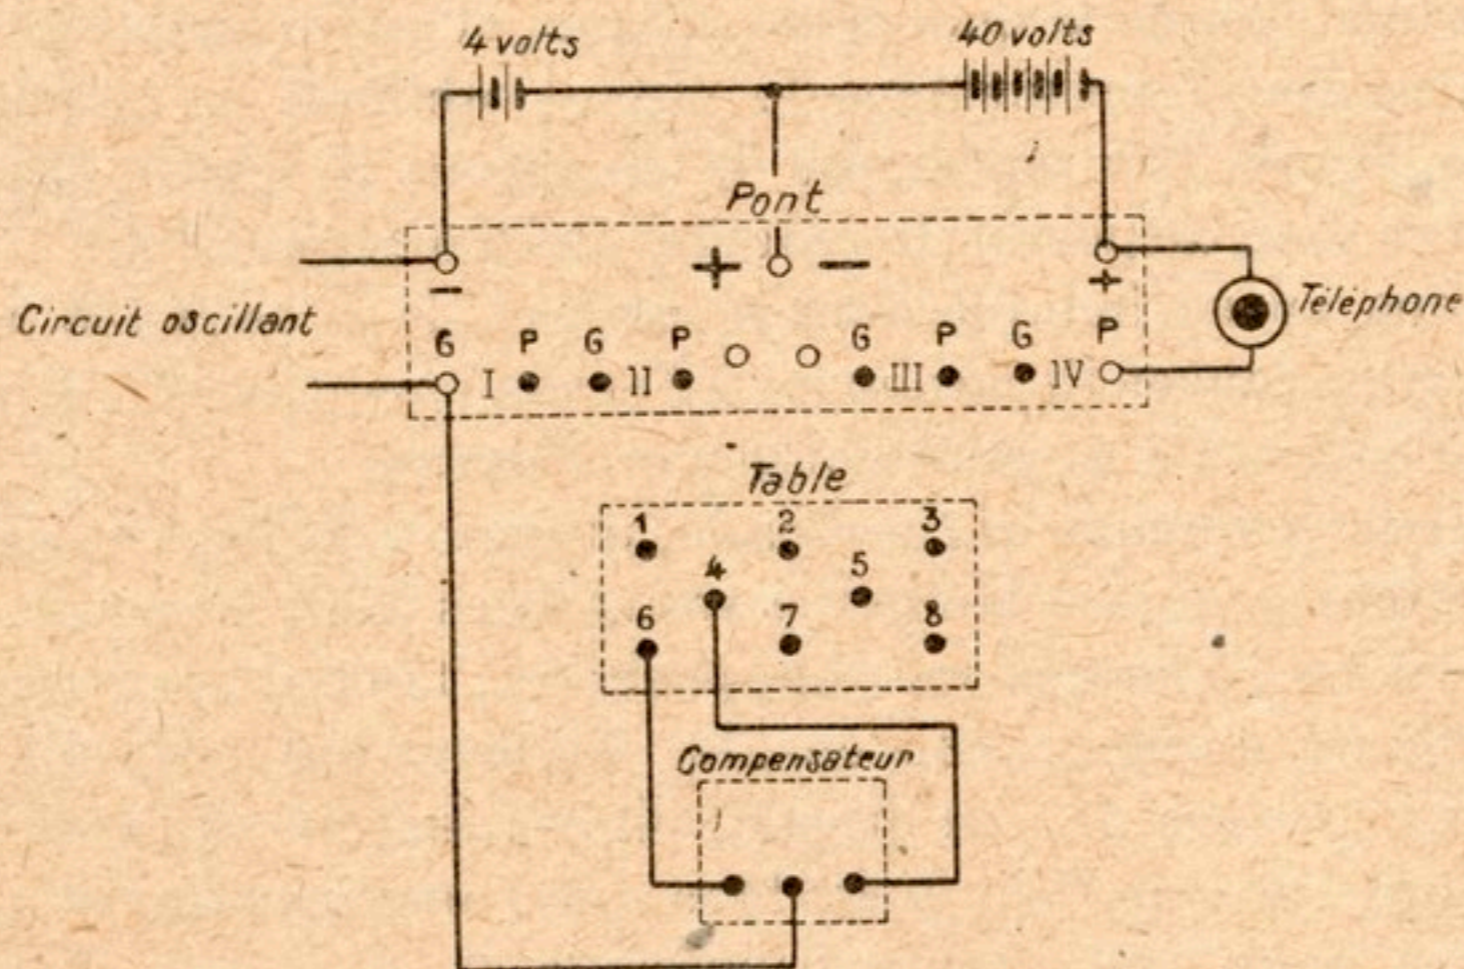 4 volts 40 volts
Pont
+ —
— +
Circuit oscillant Téléphone
G P G P G P G P
I II III IV
Table
1 2 3
4 5
6 7 8
Compensateur